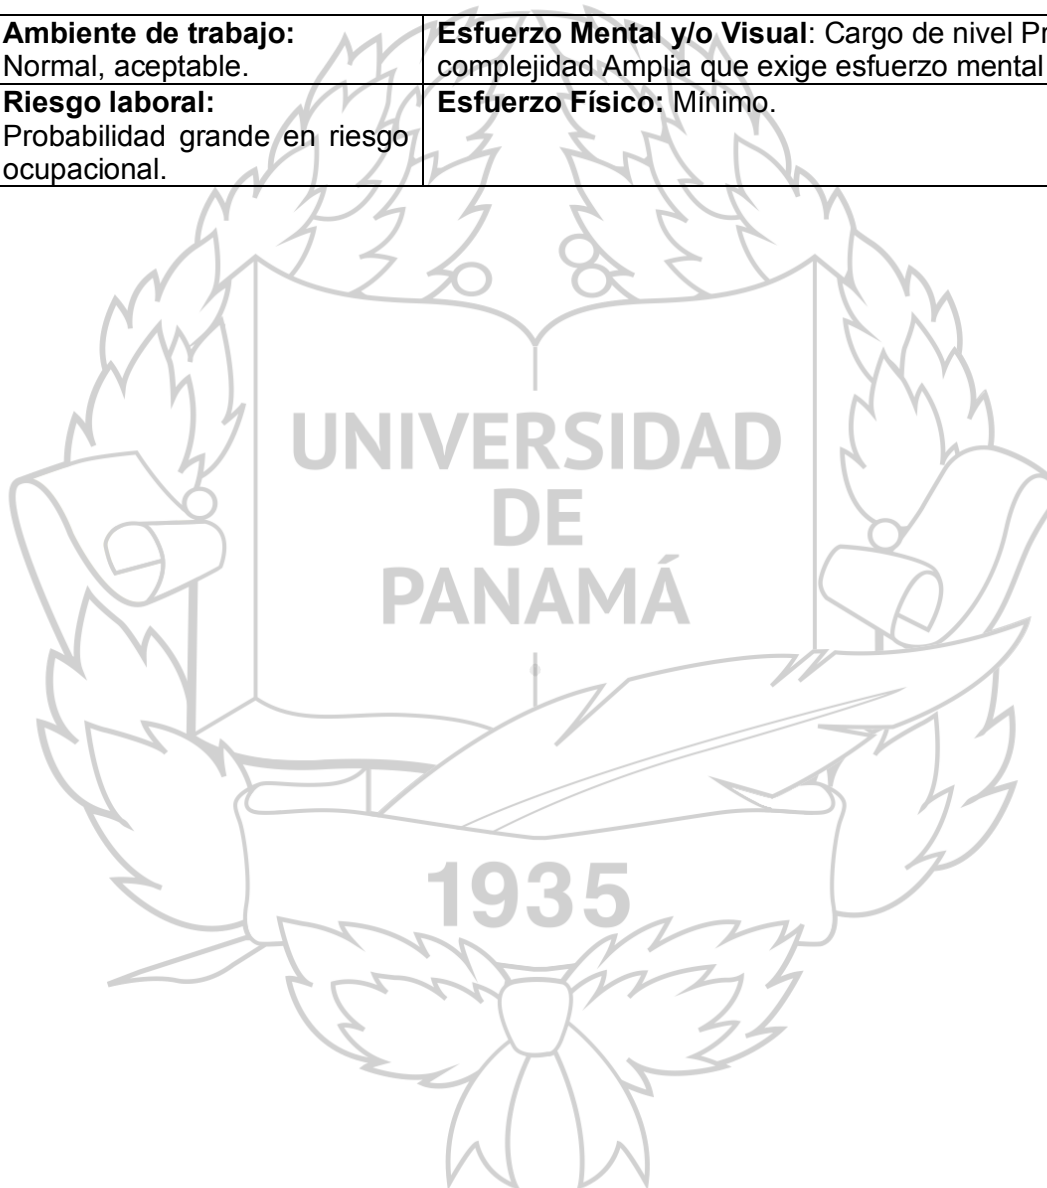 Ambiente de trabajo:
Normal, aceptable.
Esfuerzo Mental y/o Visual: Cargo de nivel
complejidad Amplia que exige esfuerzo mental
Riesgo laboral:
Probabilidad grande en riesgo
ocupacional.
Esfuerzo Físico: Mínimo.
UNIVERSIDAD
DE
PANAMÁ
1935